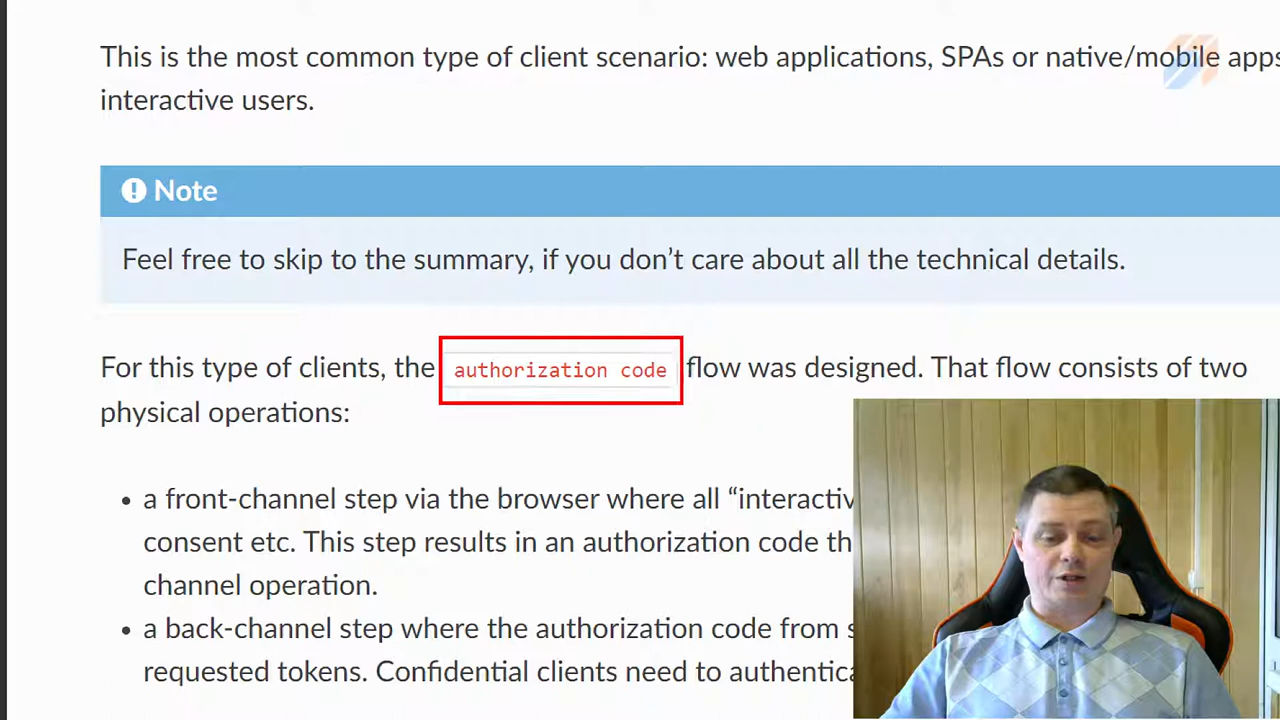 This is the most common type of client scenario: web applications, SPAs or native/mobile apps
interactive users.
Note
Feel free to skip to the summary, if you don’t care about all the technical details.
For this type of clients, the authorization code flow was designed. That flow consists of two
physical operations:
• a front-channel step via the browser where all “interactiv
consent etc. This step results in an authorization code th
channel operation.
• a back-channel step where the authorization code from s
requested tokens. Confidential clients need to authentica